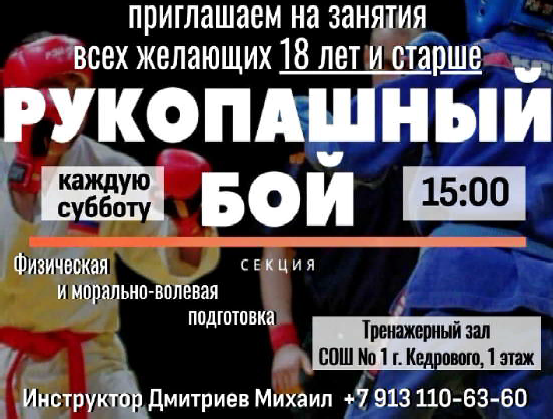 приглашаем на занятия
всех желающих 18 лет и старше
РУКОПАШНЫЙ
БОЙ
каждую
субботу
15:00
СЕКЦИЯ
Физическая
и морально-волевая
подготовка
Тренажерный зал
СОШ No 1 г. Кедрового, 1 этаж
Инструктор Дмитриев Михаил +7 913 110-63-60